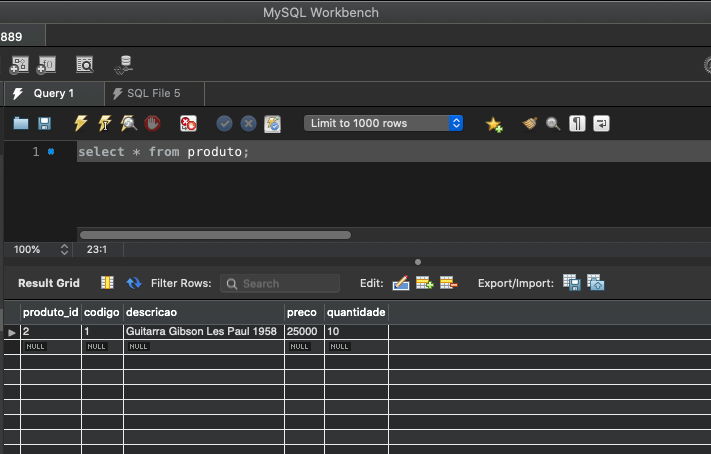 MySQL Workbench
889
Query 1
SQL File 5
Limit to 1000 rows
1 select * from produto;
100% 23:1
Result Grid Filter Rows: Search Edit: Export/Import:
produto_id codigo descricao preco quantidade
2 1 Guitarra Gibson Les Paul 1958 25000 10
NULL NULL NULL NULL NULL